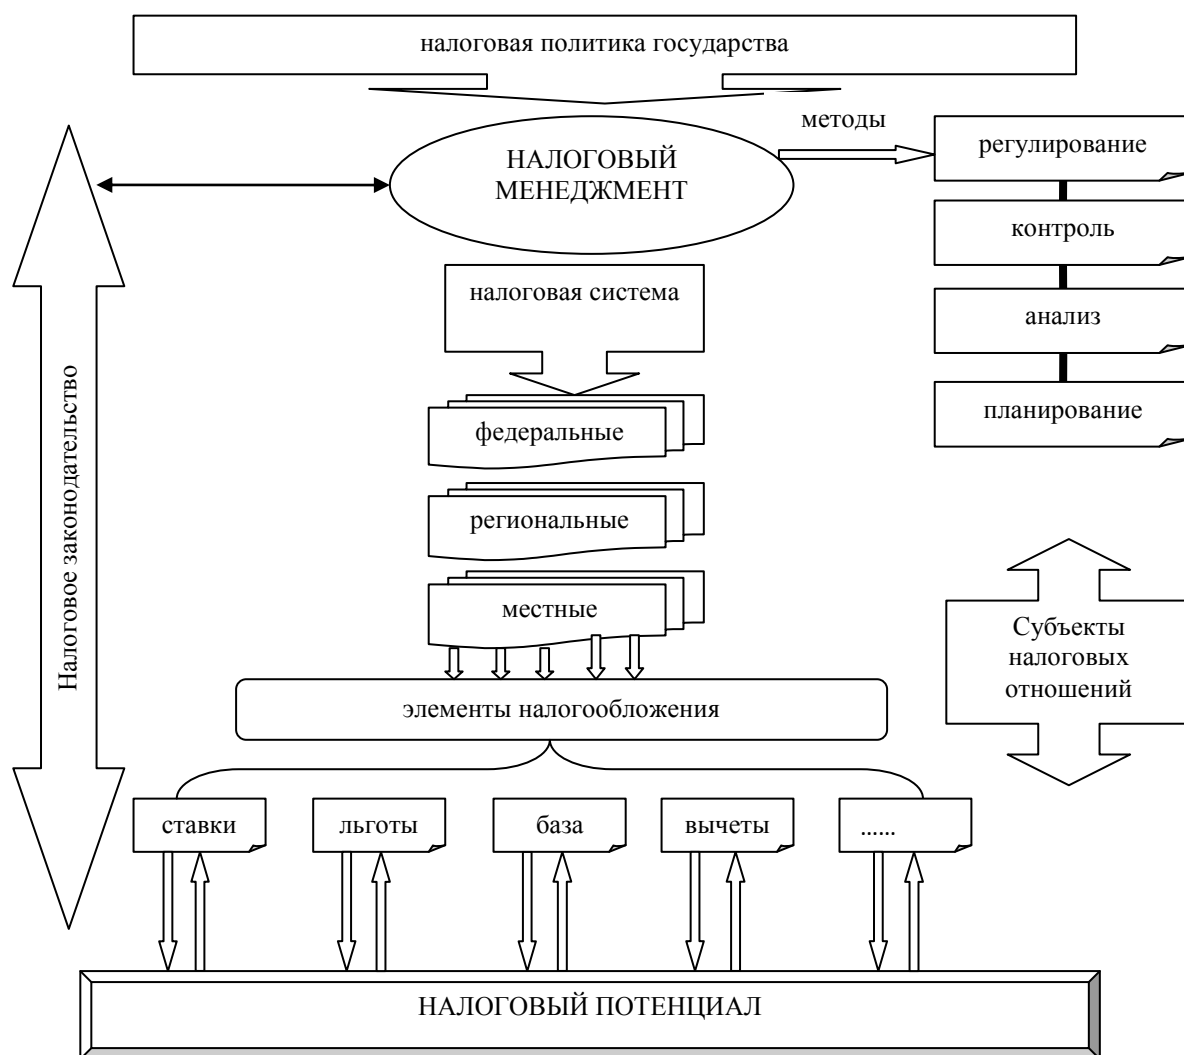 налоговая политика государства
методы
НАЛОГОВЫЙ
МЕНЕДЖМЕНТ
регулирование
контроль
анализ
планирование
налоговая система
федеральные
региональные
местные
Налоговое законодательство
Субъекты
налоговых
отношений
элементы налогообложения
ставки
льготы
база
вычеты
......
НАЛОГОВЫЙ ПОТЕНЦИАЛ